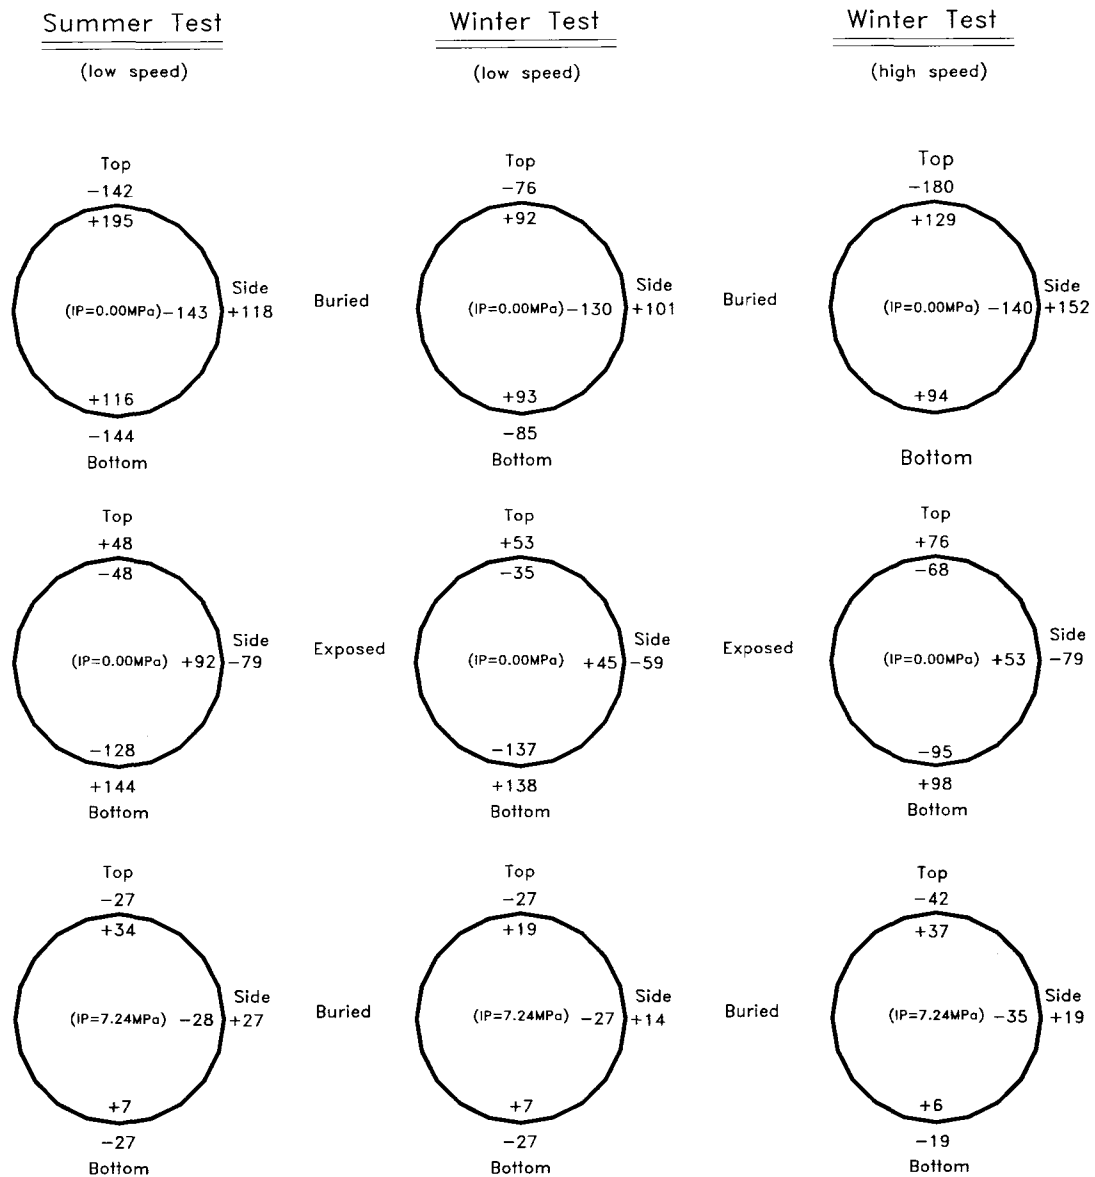 Summer Test
Winter Test
Winter Test
(low speed)
(low speed)
(high speed)
Top
-142
+195
Side
(IP=0.00MPa) -143 +118
+116
-144
Bottom
Buried
Top
-76
+92
Side
(IP=0.00MPa) -130 +101
+93
-85
Bottom
Buried
Top
-180
+129
Side
(IP=0.00MPa) -140 +152
+94
Bottom
Top
+48
-48
Side
(IP=0.00MPa) +92 -79
-128
+144
Bottom
Exposed
Top
+53
-35
Side
(IP=0.00MPa) +45 -59
-137
+138
Bottom
Exposed
Top
+76
-68
Side
(IP=0.00MPa) +53 -79
-95
+98
Bottom
Top
-27
+34
Side
(IP=7.24MPa) -28 +27
+7
-27
Bottom
Buried
Top
-27
+19
Side
(IP=7.24MPa) -27 +14
+7
-27
Bottom
Buried
Top
-42
+37
Side
(IP=7.24MPa) -35 +19
+6
-19
Bottom